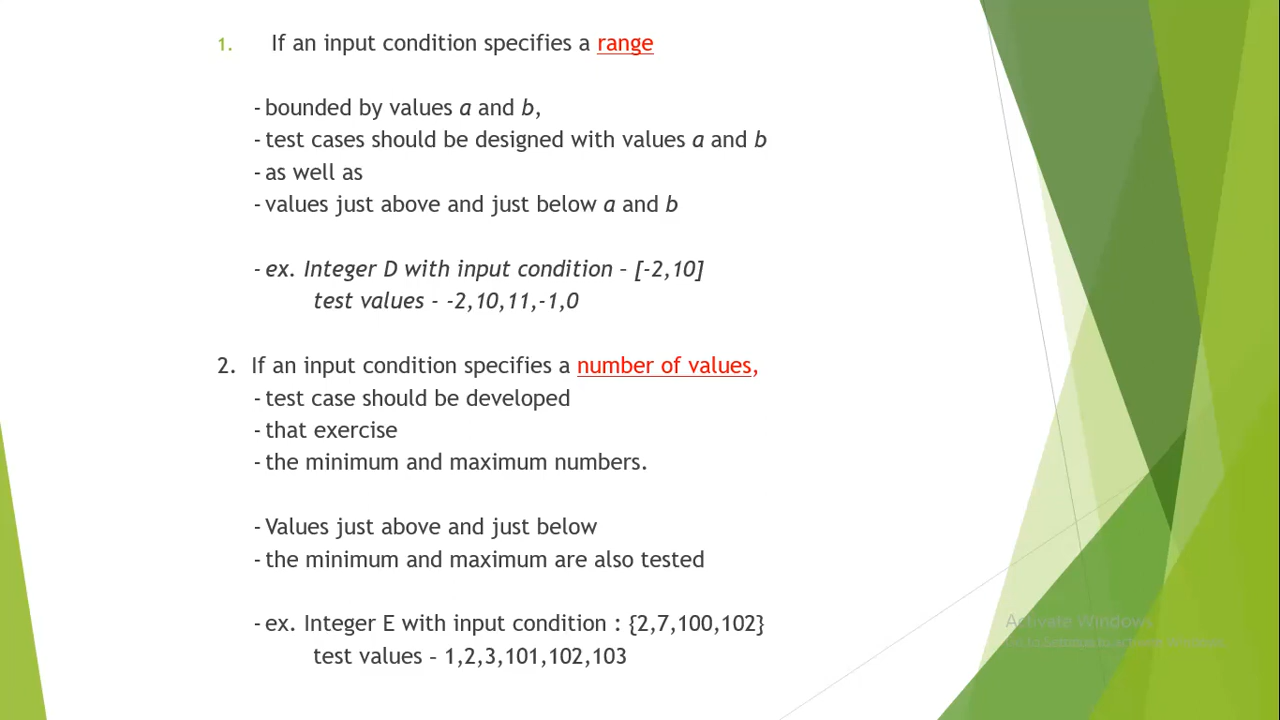 1. If an input condition specifies a range
- bounded by values a and b,
- test cases should be designed with values a and b
- as well as
- values just above and just below a and b
- ex. Integer D with input condition – [-2,10]
test values - -2,10,11,-1,0
2. If an input condition specifies a number of values,
- test case should be developed
- that exercise
- the minimum and maximum numbers.
- Values just above and just below
- the minimum and maximum are also tested
- ex. Integer E with input condition : {2,7,100,102}
test values – 1,2,3,101,102,103
Activate Windows